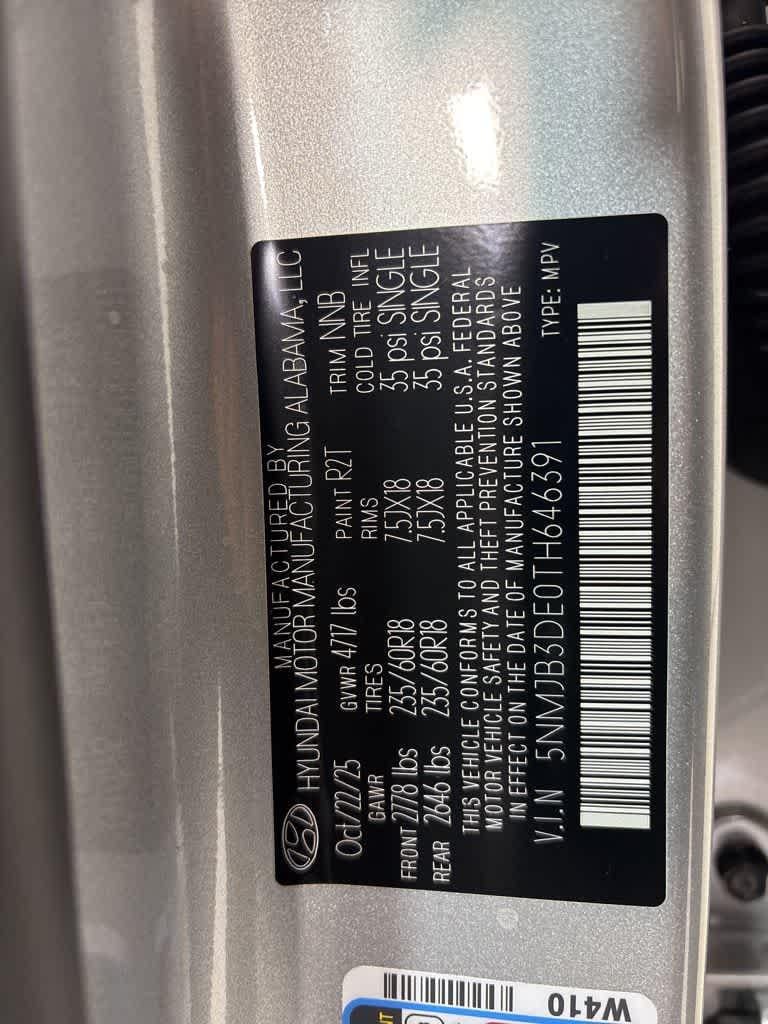 MANUFACTURED BY
HYUNDAI MOTOR MANUFACTURING ALABAMA, LLC
Oct/22/25 GVWR 4717 lbs PAINT R2T TRIM NNB
GAWR TIRES RIMS COLD TIRE INFL
FRONT 2778 lbs 235/60R18 7.5JX18 35 psi SINGLE
REAR 2646 lbs 235/60R18 7.5JX18 35 psi SINGLE
THIS VEHICLE CONFORMS TO ALL APPLICABLE U.S.A. FEDERAL
MOTOR VEHICLE SAFETY AND THEFT PREVENTION STANDARDS
IN EFFECT ON THE DATE OF MANUFACTURE SHOWN ABOVE
V.I.N 5NMJB3DE0TH646391 TYPE: MPV
W410